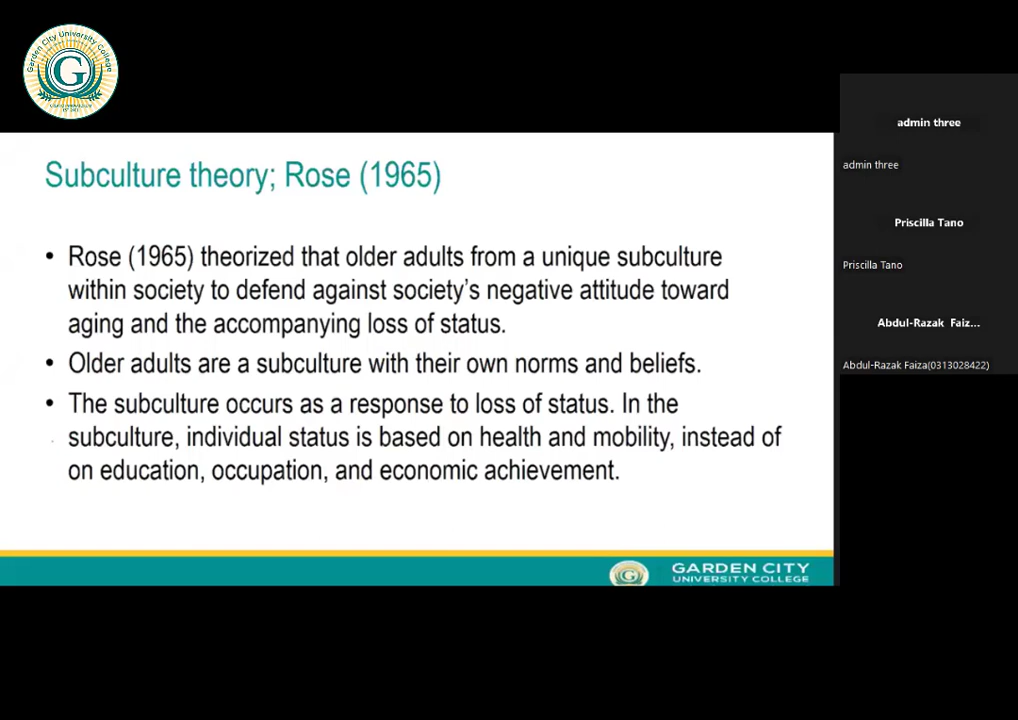 Garden City University College
G
admin three
admin three
Priscilla Tano
Priscilla Tano
Abdul-Razak Faiz...
Abdul-Razak Faiza(0313028422)
Subculture theory; Rose (1965)
• Rose (1965) theorized that older adults from a unique subculture
within society to defend against society's negative attitude toward
aging and the accompanying loss of status.
• Older adults are a subculture with their own norms and beliefs.
• The subculture occurs as a response to loss of status. In the
subculture, individual status is based on health and mobility, instead of
on education, occupation, and economic achievement.
G
GARDEN CITY
UNIVERSITY COLLEGE